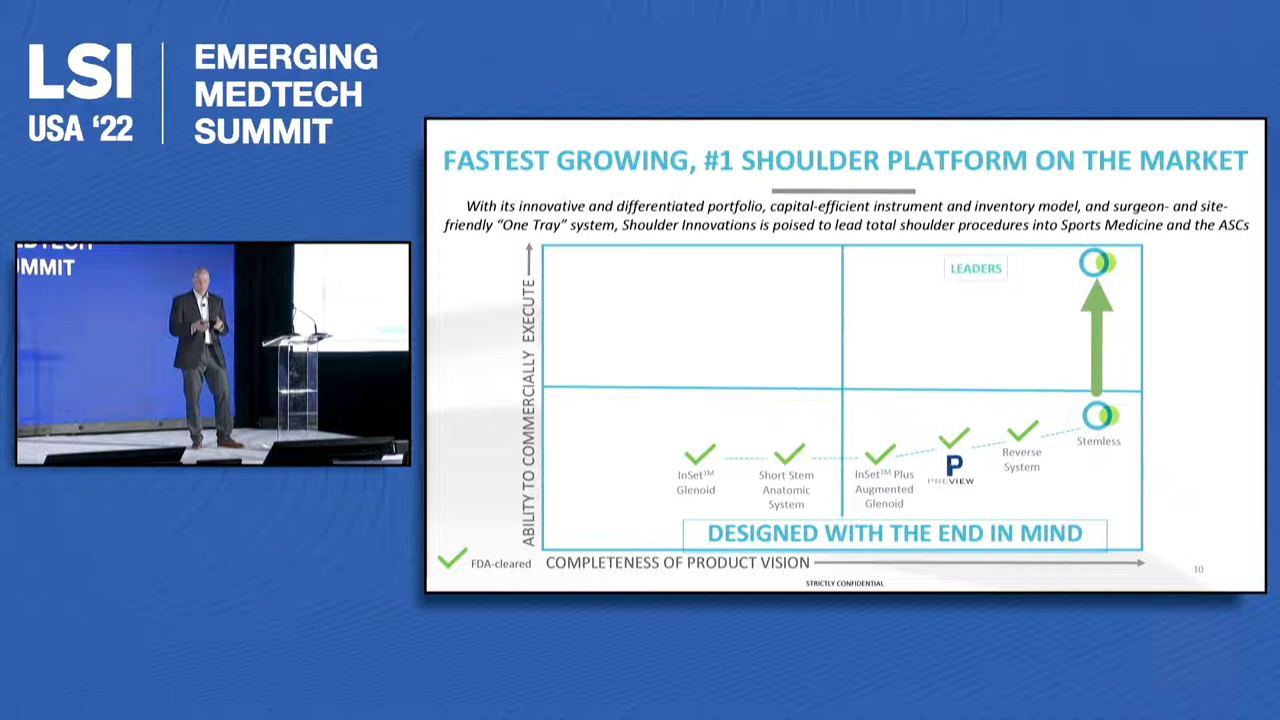 LSI
USA '22
EMERGING
MEDTECH
SUMMIT
MMIT
FASTEST GROWING, #1 SHOULDER PLATFORM ON THE MARKET
With its innovative and differentiated portfolio, capital-efficient instrument and inventory model, and surgeon- and site-
friendly “One Tray” system, Shoulder Innovations is poised to lead total shoulder procedures into Sports Medicine and the ASCs
ABILITY TO COMMERCIALLY EXECUTE
LEADERS
InSet™
Glenoid
Short Stem
Anatomic
System
InSet™ Plus
Augmented
Glenoid
P
PREVIEW
Reverse
System
Stemless
DESIGNED WITH THE END IN MIND
FDA-cleared
COMPLETENESS OF PRODUCT VISION
10
STRICTLY CONFIDENTIAL